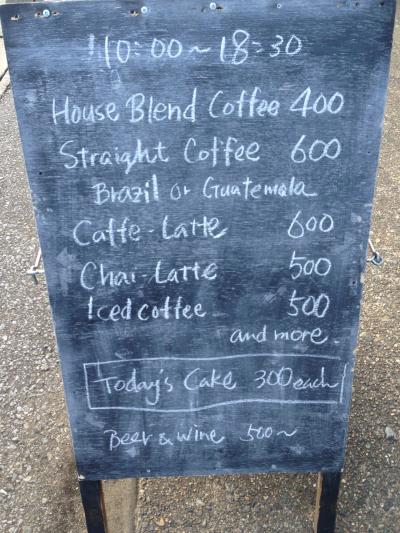 10:00~18:30
House Blend Coffee 400
Straight Coffee 600
Brazil or Guatemala
Caffe-Latte 600
Chai-Latte 500
Iced coffee 500
and more.
Today's Cake 300 each
Beer & wine 500~